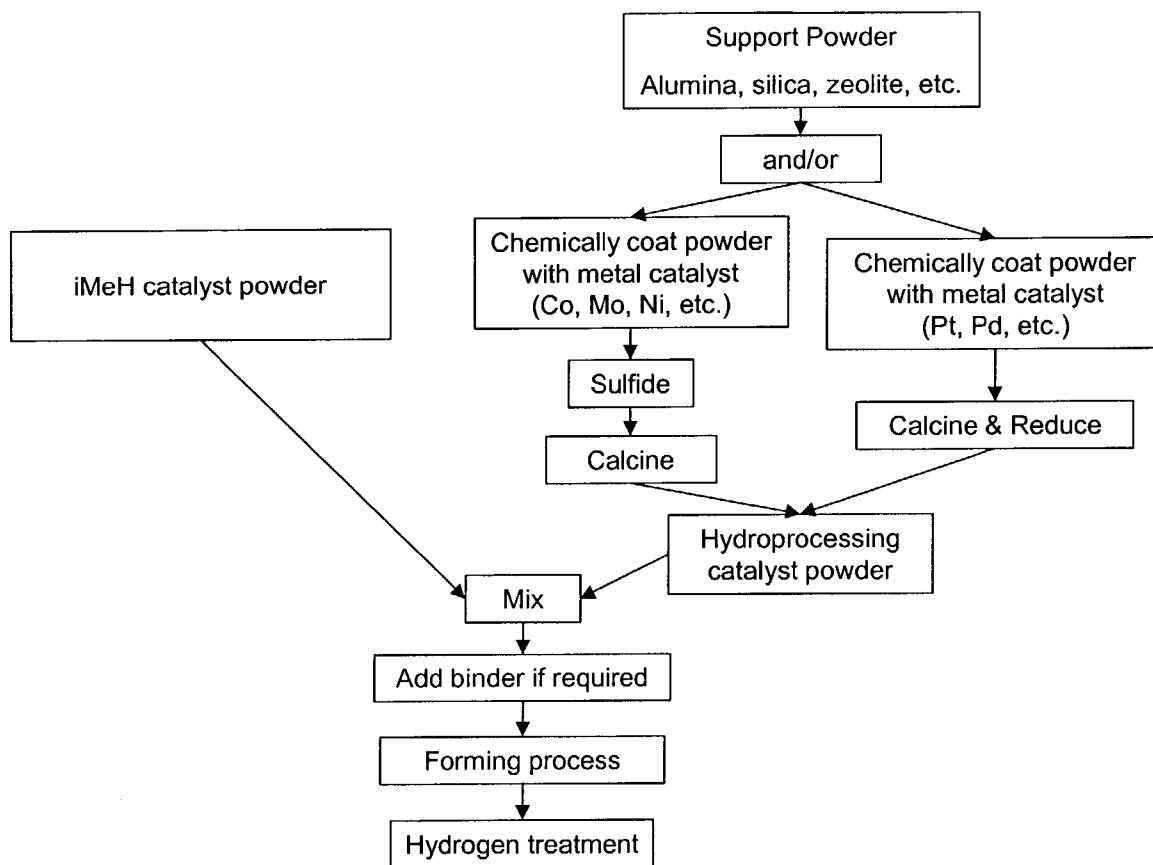 Support Powder
Alumina, silica, zeolite, etc.
and/or
iMeH catalyst powder
Chemically coat powder
with metal catalyst
(Co, Mo, Ni, etc.)
Chemically coat powder
with metal catalyst
(Pt, Pd, etc.)
Sulfide
Calcine & Reduce
Calcine
Hydroprocessing
catalyst powder
Mix
Add binder if required
Forming process
Hydrogen treatment